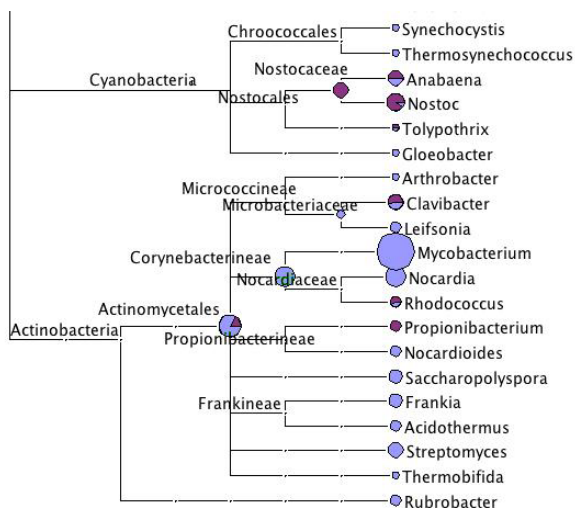 Synechocystis
Chroococcales
Thermosynechococcus
Nostocaceae
Cyanobacteria
Anabaena
Nostocales
Nostoc
Tolypothrix
Gloeobacter
Arthrobacter
Micrococcineae
Microbacteriaceae
Clavibacter
Leifsonia
Corynebacterineae
Mycobacterium
Nocardiaceae
Nocardia
Rhodococcus
Actinomycetales
Actinobacteria
Propionibacterineae
Propionibacterium
Nocardioides
Saccharopolyspora
Frankineae
Frankia
Acidothermus
Streptomyces
Thermobifida
Rubrobacter